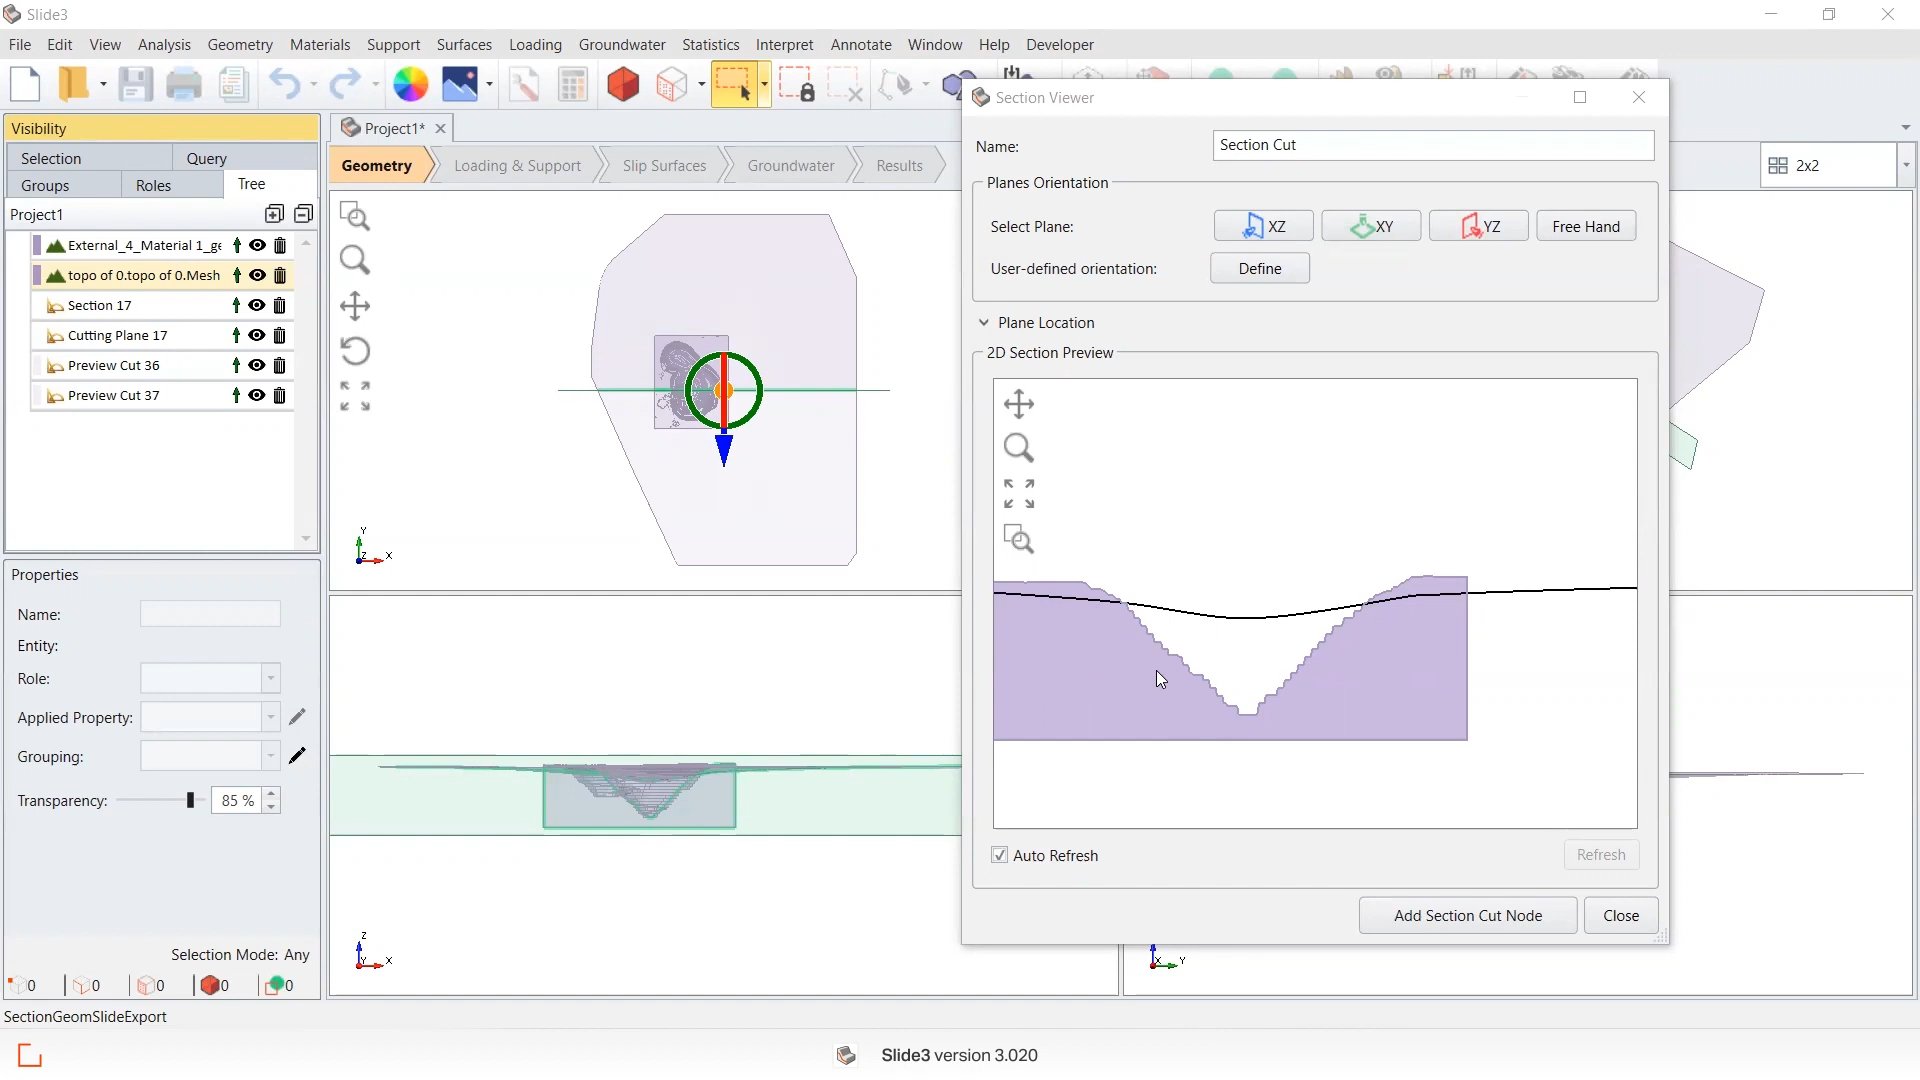 Slide3
File Edit View Analysis Geometry Materials Support Surfaces Loading Groundwater Statistics Interpret Annotate Window Help Developer
Visibility
Selection Query
Groups Roles Tree
Project1
External_4_Material 1_ge
topo of 0.topo of 0.Mesh
Section 17
Cutting Plane 17
Preview Cut 36
Preview Cut 37
Properties
Name:
Entity:
Role:
Applied Property:
Grouping:
Transparency: 85 %
Selection Mode: Any
0 0 0 0 0
Project1*
Geometry Loading & Support Slip Surfaces Groundwater Results
2x2
Y
Z X
Z
Y X
Z
X Y
Section Viewer
Name: Section Cut
Planes Orientation
Select Plane: XZ XY YZ Free Hand
User-defined orientation: Define
Plane Location
2D Section Preview
Auto Refresh Refresh
Add Section Cut Node Close
SectionGeomSlideExport
Slide3 version 3.020